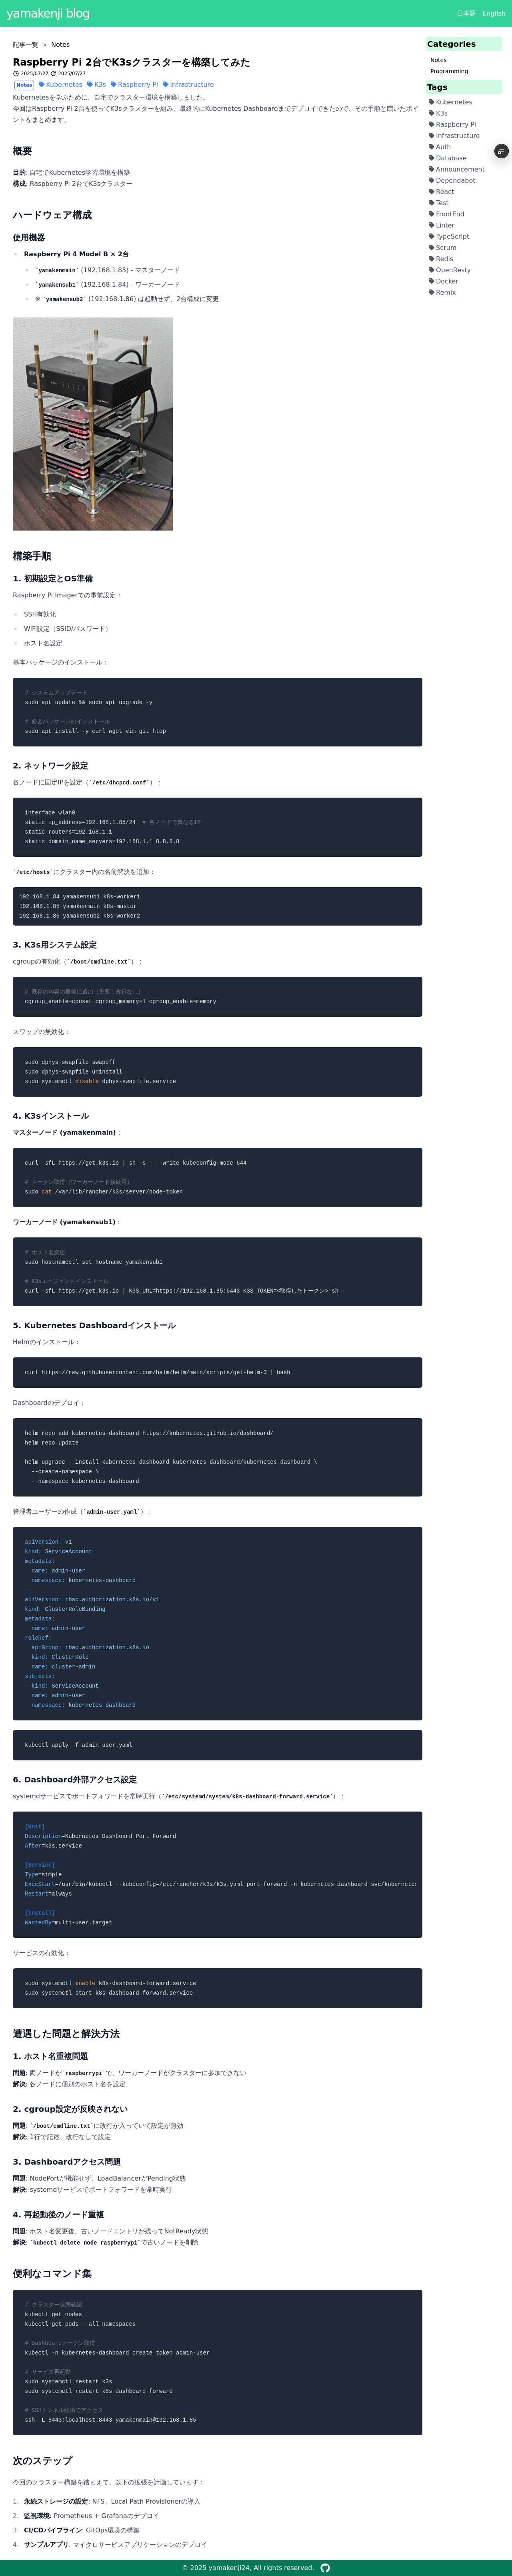 yamakenji blog
日本語 English
記事一覧 > Notes
Raspberry Pi 2台でK3sクラスターを構築してみた
2025/07/27 2025/07/27
Notes Kubernetes K3s Raspberry Pi Infrastructure
Kubernetesを学ぶために、自宅でクラスター環境を構築しました。
今回はRaspberry Pi 2台を使ってK3sクラスターを組み、最終的にKubernetes Dashboardまでデプロイできたので、その手順と躓いたポイ
ントをまとめます。
概要
目的: 自宅でKubernetes学習環境を構築
構成: Raspberry Pi 2台でK3sクラスター
ハードウェア構成
使用機器
Raspberry Pi 4 Model B × 2台
`yamakenmain` (192.168.1.85) - マスターノード
`yamakensub1` (192.168.1.84) - ワーカーノード
※ `yamakensub2` (192.168.1.86) は起動せず、2台構成に変更
構築手順
1. 初期設定とOS準備
Raspberry Pi Imagerでの事前設定：
SSH有効化
WiFi設定（SSID/パスワード）
ホスト名設定
基本パッケージのインストール：
# システムアップデート
sudo apt update && sudo apt upgrade -y
# 必要パッケージのインストール
sudo apt install -y curl wget vim git htop
2. ネットワーク設定
各ノードに固定IPを設定（`/etc/dhcpcd.conf`）：
interface wlan0
static ip_address=192.168.1.85/24  # 各ノードで異なるIP
static routers=192.168.1.1
static domain_name_servers=192.168.1.1 8.8.8.8
`/etc/hosts`にクラスター内の名前解決を追加：
192.168.1.84 yamakensub1 k8s-worker1
192.168.1.85 yamakenmain k8s-master
192.168.1.86 yamakensub2 k8s-worker2
3. K3s用システム設定
cgroupの有効化（`/boot/cmdline.txt`）：
# 既存の内容の最後に追加（重要：改行なし）
cgroup_enable=cpuset cgroup_memory=1 cgroup_enable=memory
スワップの無効化：
sudo dphys-swapfile swapoff
sudo dphys-swapfile uninstall
sudo systemctl disable dphys-swapfile.service
4. K3sインストール
マスターノード (yamakenmain)：
curl -sfL https://get.k3s.io | sh -s - --write-kubeconfig-mode 644
# トークン取得（ワーカーノード接続用）
sudo cat /var/lib/rancher/k3s/server/node-token
ワーカーノード (yamakensub1)：
# ホスト名変更
sudo hostnamectl set-hostname yamakensub1
# K3sエージェントインストール
curl -sfL https://get.k3s.io | K3S_URL=https://192.168.1.85:6443 K3S_TOKEN=<取得したトークン> sh -
5. Kubernetes Dashboardインストール
Helmのインストール：
curl https://raw.githubusercontent.com/helm/helm/main/scripts/get-helm-3 | bash
Dashboardのデプロイ：
helm repo add kubernetes-dashboard https://kubernetes.github.io/dashboard/
helm repo update
helm upgrade --install kubernetes-dashboard kubernetes-dashboard/kubernetes-dashboard \
--create-namespace \
--namespace kubernetes-dashboard
管理者ユーザーの作成（`admin-user.yaml`）：
apiVersion: v1
kind: ServiceAccount
metadata:
name: admin-user
namespace: kubernetes-dashboard
---
apiVersion: rbac.authorization.k8s.io/v1
kind: ClusterRoleBinding
metadata:
name: admin-user
roleRef:
apiGroup: rbac.authorization.k8s.io
kind: ClusterRole
name: cluster-admin
subjects:
- kind: ServiceAccount
name: admin-user
namespace: kubernetes-dashboard
kubectl apply -f admin-user.yaml
6. Dashboard外部アクセス設定
systemdサービスでポートフォワードを常時実行（`/etc/systemd/system/k8s-dashboard-forward.service`）：
[Unit]
Description=Kubernetes Dashboard Port Forward
After=k3s.service
[Service]
Type=simple
ExecStart=/usr/bin/kubectl --kubeconfig=/etc/rancher/k3s/k3s.yaml port-forward -n kubernetes-dashboard svc/kubernetes
Restart=always
[Install]
WantedBy=multi-user.target
サービスの有効化：
sudo systemctl enable k8s-dashboard-forward.service
sudo systemctl start k8s-dashboard-forward.service
遭遇した問題と解決方法
1. ホスト名重複問題
問題: 両ノードが`raspberrypi`で、ワーカーノードがクラスターに参加できない
解決: 各ノードに個別のホスト名を設定
2. cgroup設定が反映されない
問題: `/boot/cmdline.txt`に改行が入っていて設定が無効
解決: 1行で記述、改行なしで設定
3. Dashboardアクセス問題
問題: NodePortが機能せず、LoadBalancerがPending状態
解決: systemdサービスでポートフォワードを常時実行
4. 再起動後のノード重複
問題: ホスト名変更後、古いノードエントリが残ってNotReady状態
解決: `kubectl delete node raspberrypi`で古いノードを削除
便利なコマンド集
# クラスター状態確認
kubectl get nodes
kubectl get pods --all-namespaces
# Dashboardトークン取得
kubectl -n kubernetes-dashboard create token admin-user
# サービス再起動
sudo systemctl restart k3s
sudo systemctl restart k8s-dashboard-forward
# SSHトンネル経由でアクセス
ssh -L 8443:localhost:8443 yamakenmain@192.168.1.85
次のステップ
今回のクラスター構築を踏まえて、以下の拡張を計画しています：
1. 永続ストレージの設定: NFS、Local Path Provisionerの導入
2. 監視環境: Prometheus + Grafanaのデプロイ
3. CI/CDパイプライン: GitOps環境の構築
4. サンプルアプリ: マイクロサービスアプリケーションのデプロイ
Categories
Notes
Programming
Tags
Kubernetes
K3s
Raspberry Pi
Infrastructure
Auth
Database
Announcement
Dependabot
React
Test
FrontEnd
Linter
TypeScript
Scrum
Redis
OpenResty
Docker
Remix
© 2025 yamakenji24, All rights reserved.